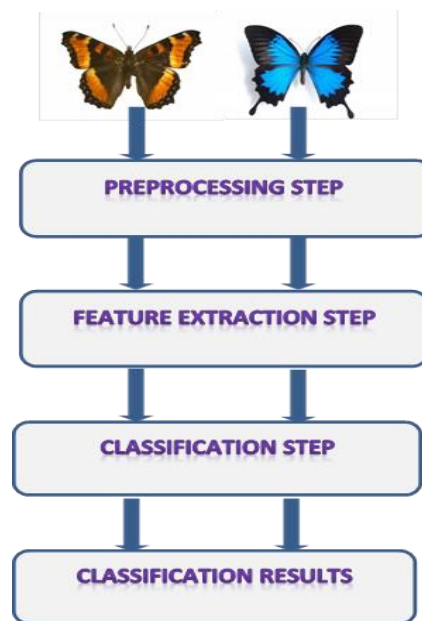 PREPROCESSING STEP
FEATURE EXTRACTION STEP
CLASSIFICATION STEP
CLASSIFICATION RESULTS